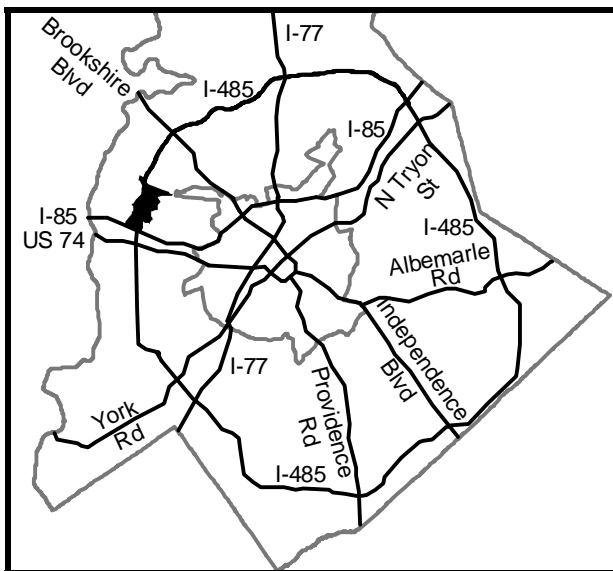 I-77
Brookshire
Blvd
I-485
I-85
N Tryon
St
I-85
US 74
I-485
Albemarle
Rd
Independence
Blvd
I-77
Providence
Rd
York
Rd
I-485